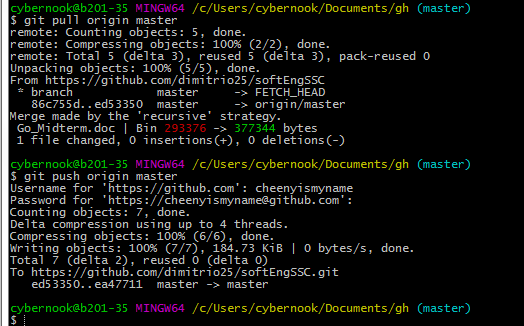 cybernook@b201-35 MINGW64 /c/Users/cybernook/Documents/gh (master)
$ git pull origin master
remote: Counting objects: 5, done.
remote: Compressing objects: 100% (2/2), done.
remote: Total 5 (delta 3), reused 5 (delta 3), pack-reused 0
Unpacking objects: 100% (5/5), done.
From https://github.com/dimitrio25/softEngSSC
 * branch            master     -> FETCH_HEAD
   86c755d..ed53350  master     -> origin/master
Merge made by the 'recursive' strategy.
 Go_Midterm.doc | Bin 293376 -> 377344 bytes
 1 file changed, 0 insertions(+), 0 deletions(-)
cybernook@b201-35 MINGW64 /c/Users/cybernook/Documents/gh (master)
$ git push origin master
Username for 'https://github.com': cheenyismyname
Password for 'https://cheenyismyname@github.com':
Counting objects: 7, done.
Delta compression using up to 4 threads.
Compressing objects: 100% (6/6), done.
Writing objects: 100% (7/7), 184.73 KiB | 0 bytes/s, done.
Total 7 (delta 2), reused 0 (delta 0)
To https://github.com/dimitrio25/softEngSSC.git
   ed53350..ea47711  master -> master
cybernook@b201-35 MINGW64 /c/Users/cybernook/Documents/gh (master)
$